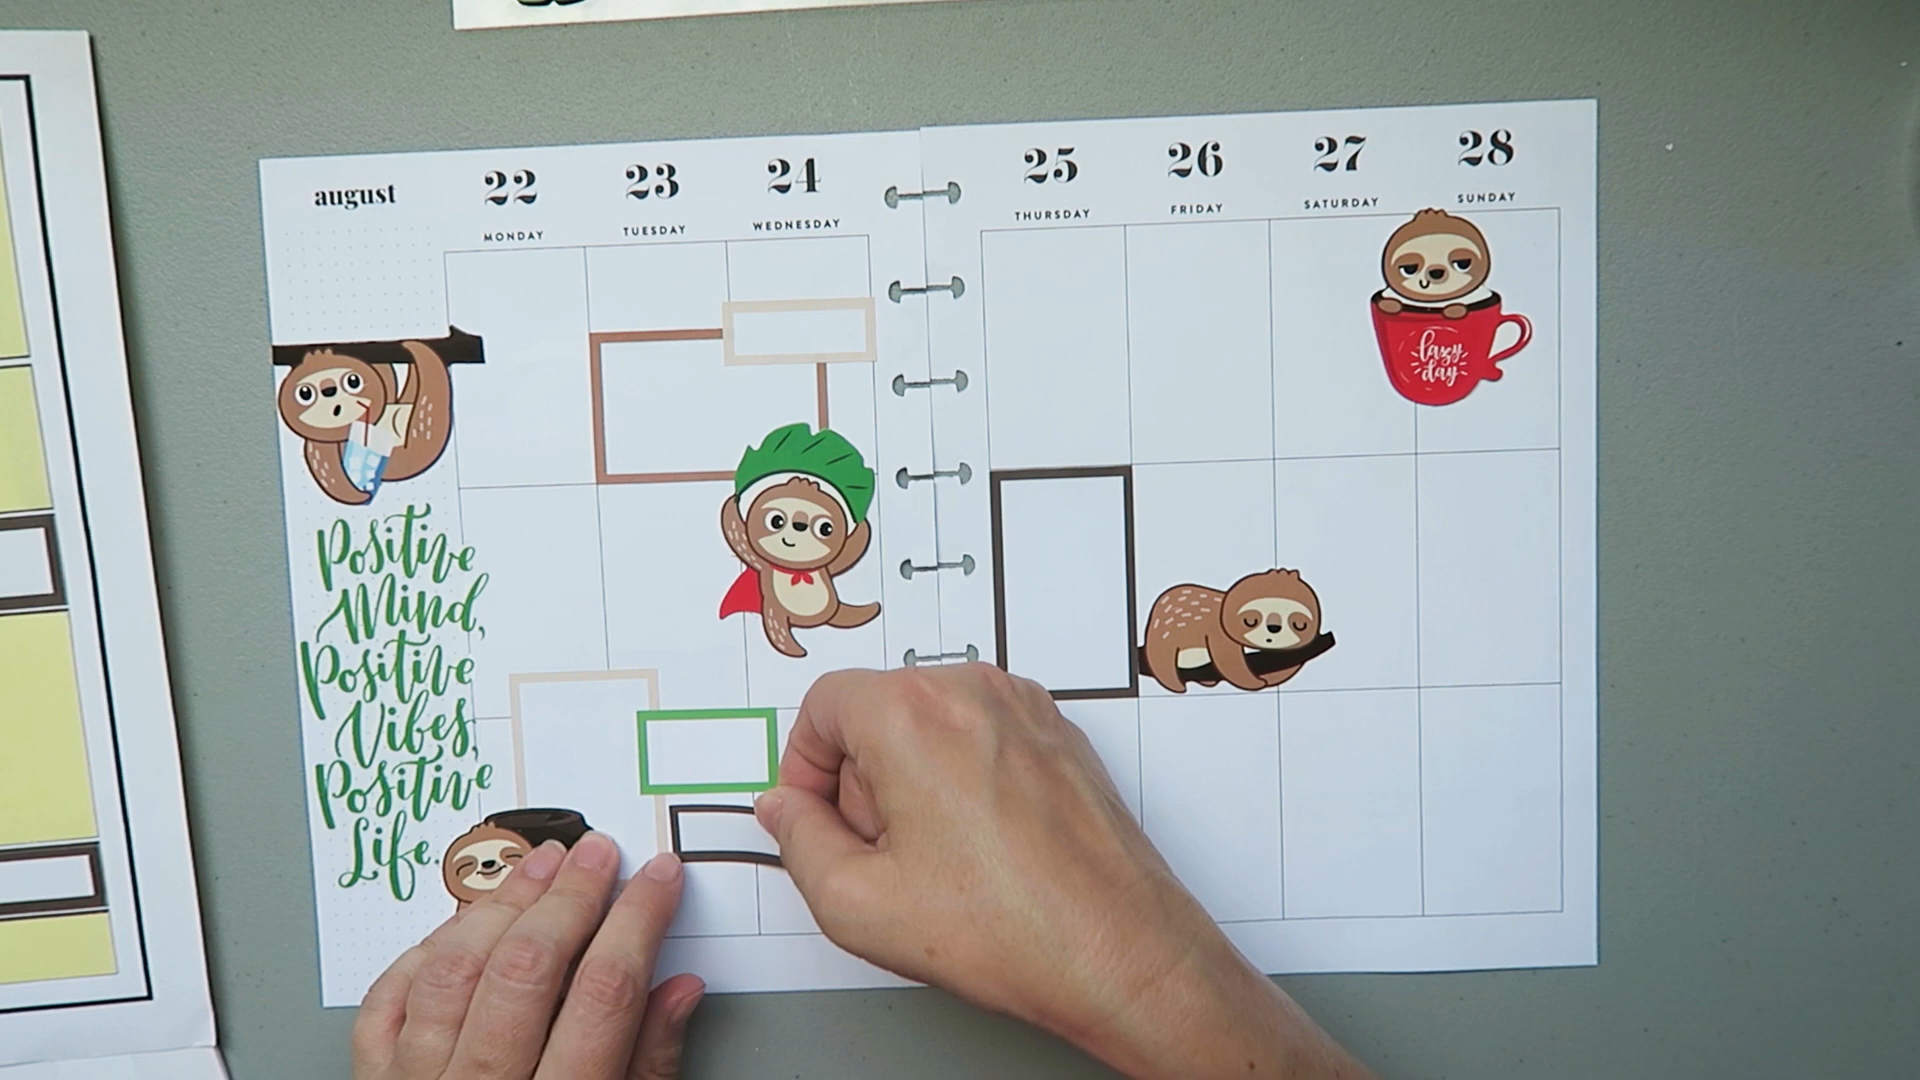 august
22
23
24
25
26
27
28
MONDAY
TUESDAY
WEDNESDAY
THURSDAY
FRIDAY
SATURDAY
SUNDAY
lazy
day
Positive
Mind,
Positive
Vibes,
Positive
Life.